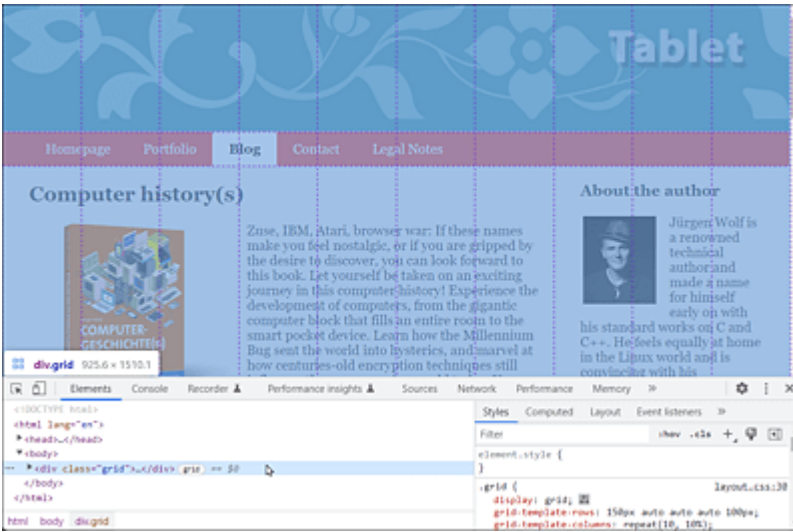 Tablet
Homepage Portfolio Blog Contact Legal Notes
Computer history(s)
COMPUTER-
GESCHICHTE(S)
Zuse, IBM, Atari, browser war: If these names
make you feel nostalgic, or if you are gripped by
the desire to discover, you can look forward to
this book. Let yourself be taken on an exciting
journey in this computer history! Experience the
development of computers, from the gigantic
computer block that fills an entire room to the
smart pocket device. Learn how the Millennium
Bug sent the world into hysterics, and marvel at
how centuries-old encryption techniques still
About the author
Jürgen Wolf is
a renowned
technical
author and
made a name
for himself
early on with
his standard works on C and
C++. He feels equally at home
in the Linux world and is
convincing with his
div.grid 925.6 × 1510.1
Elements Console Recorder Performance insights Sources Network Performance Memory »
<!DOCTYPE html>
<html lang="en">
<head>…</head>
<body>
<div class="grid">…</div> grid == $0
</body>
</html>
html body div.grid
Styles Computed Layout Event listeners »
Filter :hov .cls +
element.style {
}
.grid { layout.css:30
display: grid;
grid-template-rows: 150px auto auto auto 100px;
grid-template-columns: repeat(10, 10%);